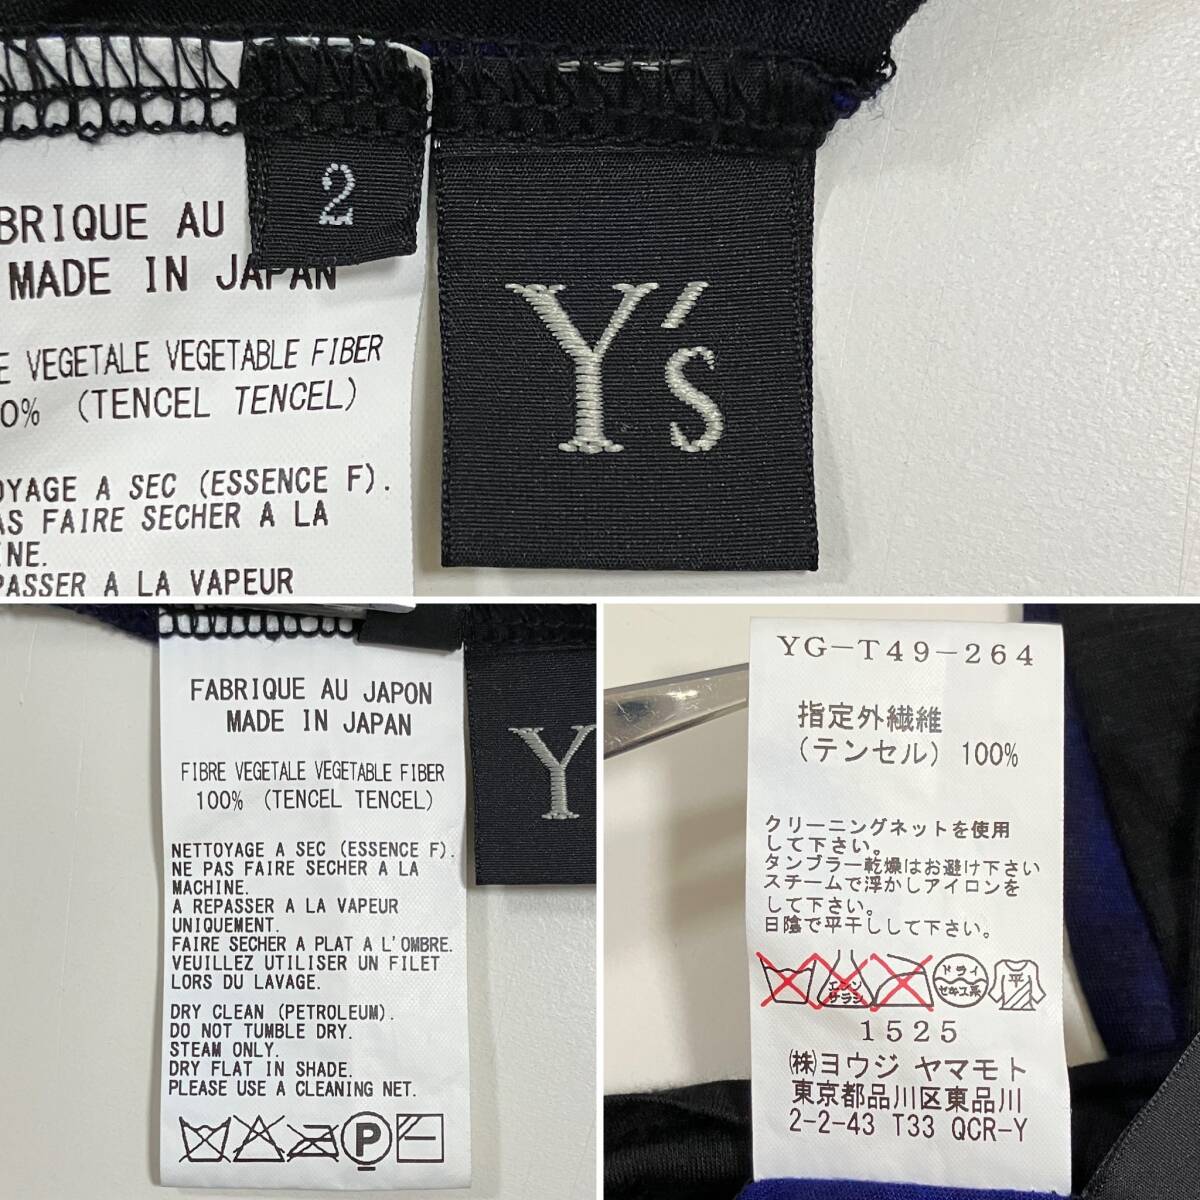 2
BRIQUE AU
MADE IN JAPAN
E VEGETALE VEGETABLE FIBER
0% (TENCEL TENCEL)
OYAGE A SEC (ESSENCE F).
AS FAIRE SECHER A LA
INE.
PASSER A LA VAPEUR
Y's
FABRIQUE AU JAPON
MADE IN JAPAN
FIBRE VEGETALE VEGETABLE FIBER
100% (TENCEL TENCEL)
NETTOYAGE A SEC (ESSENCE F).
NE PAS FAIRE SECHER A LA
MACHINE.
A REPASSER A LA VAPEUR
UNIQUEMENT.
FAIRE SECHER A PLAT A L'OMBRE.
VEUILLEZ UTILISER UN FILET
LORS DU LAVAGE.
DRY CLEAN (PETROLEUM).
DO NOT TUMBLE DRY.
STEAM ONLY.
DRY FLAT IN SHADE.
PLEASE USE A CLEANING NET.
P
Y
YG-T49-264
指定外繊維
(テンセル) 100%
クリーニングネットを使用
して下さい。
タンブラー乾燥はお避け下さい
スチームで浮かしアイロンを
して下さい。
日陰で平干しして下さい。
エンソ サラシ ドライ セキユ系 平
1525
㈱ヨウジ ヤマモト
東京都品川区東品川
2-2-43 T33 QCR-Y